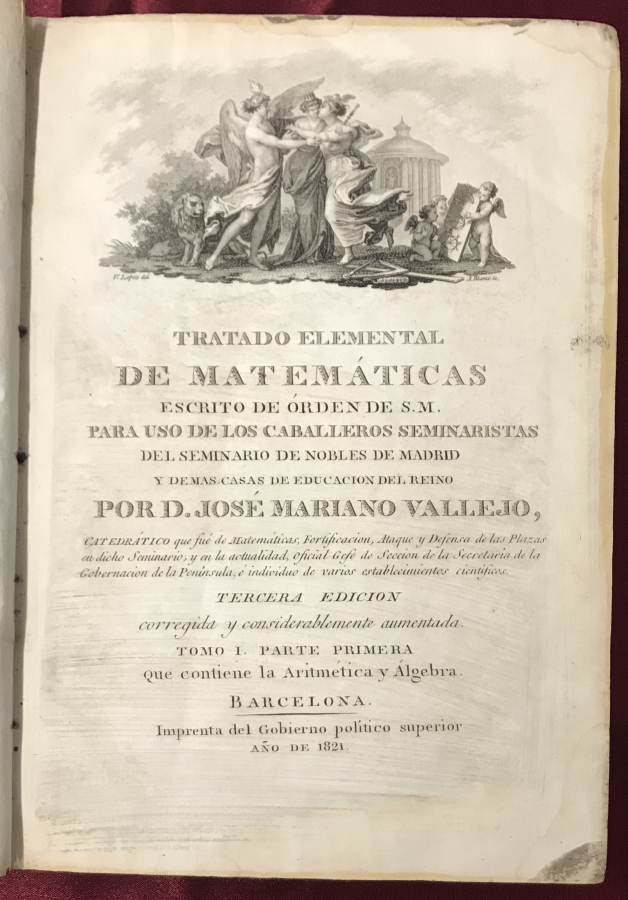 V. Lopez del.
A. Blanco sc.
TRATADO ELEMENTAL
DE MATEMÁTICAS
ESCRITO DE ÓRDEN DE S.M.
PARA USO DE LOS CABALLEROS SEMINARISTAS
DEL SEMINARIO DE NOBLES DE MADRID
Y DEMAS CASAS DE EDUCACION DEL REINO
POR D. JOSÉ MARIANO VALLEJO,
CATEDRÁTICO que fué de Matemáticas, Fortificacion, Ataque y Defensa de las Plazas
en dicho Seminario; y en la actualidad, Oficial Gefe de Seccion de la Secretaría de la
Gobernacion de la Península, é individuo de varios establecimientos científicos.
TERCERA EDICION
corregida y considerablemente aumentada.
TOMO I. PARTE PRIMERA
que contiene la Aritmética y Álgebra.
BARCELONA.
Imprenta del Gobierno político superior
AÑO DE 1821.